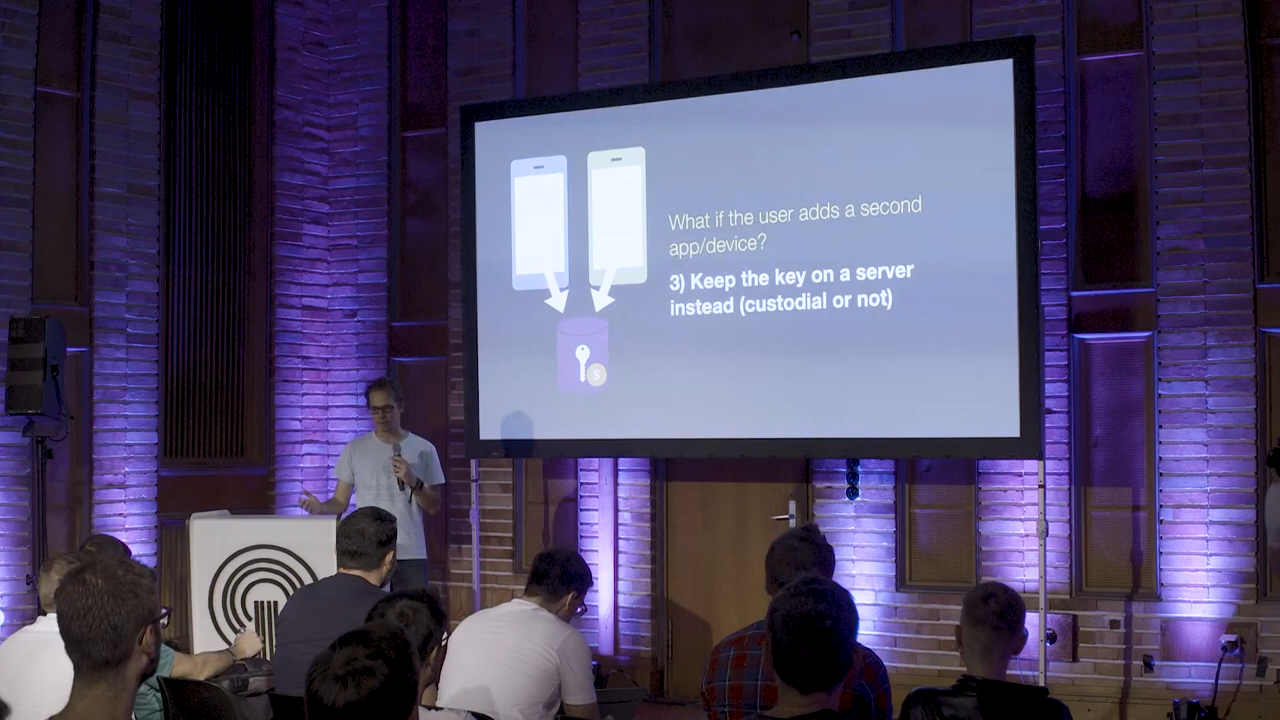 What if the user adds a second
app/device?
3) Keep the key on a server
instead (custodial or not)
$